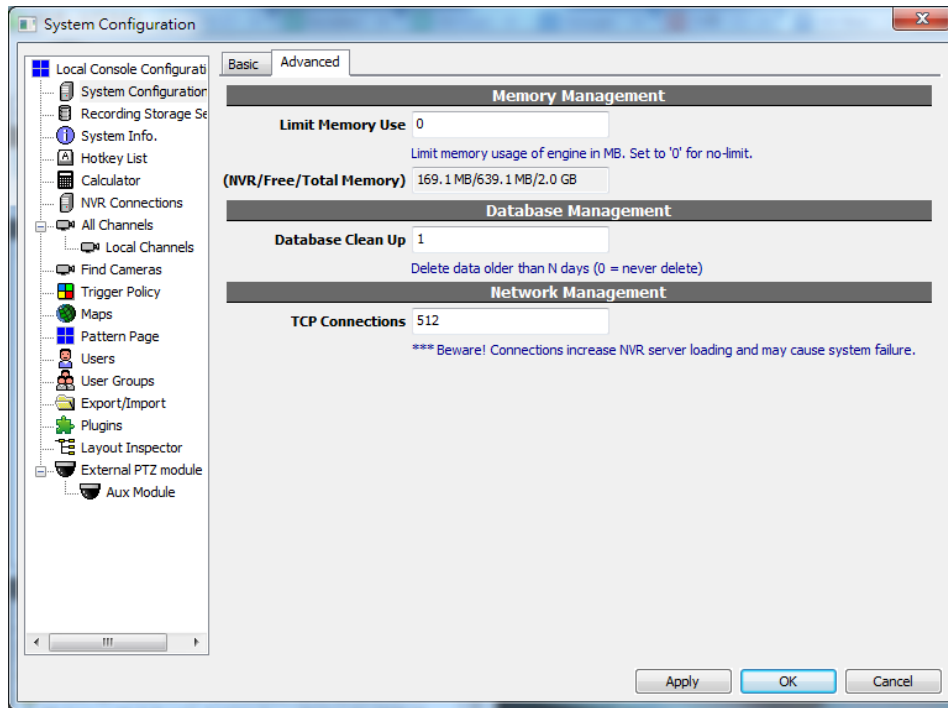 System Configuration
Local Console Configurati
System Configuration
Recording Storage Se
System Info.
Hotkey List
Calculator
NVR Connections
All Channels
Local Channels
Find Cameras
Trigger Policy
Maps
Pattern Page
Users
User Groups
Export/Import
Plugins
Layout Inspector
External PTZ module
Aux Module
Basic
Advanced
Memory Management
Limit Memory Use 0
Limit memory usage of engine in MB. Set to '0' for no-limit.
(NVR/Free/Total Memory) 169.1 MB/639.1 MB/2.0 GB
Database Management
Database Clean Up 1
Delete data older than N days (0 = never delete)
Network Management
TCP Connections 512
*** Beware! Connections increase NVR server loading and may cause system failure.
Apply
OK
Cancel